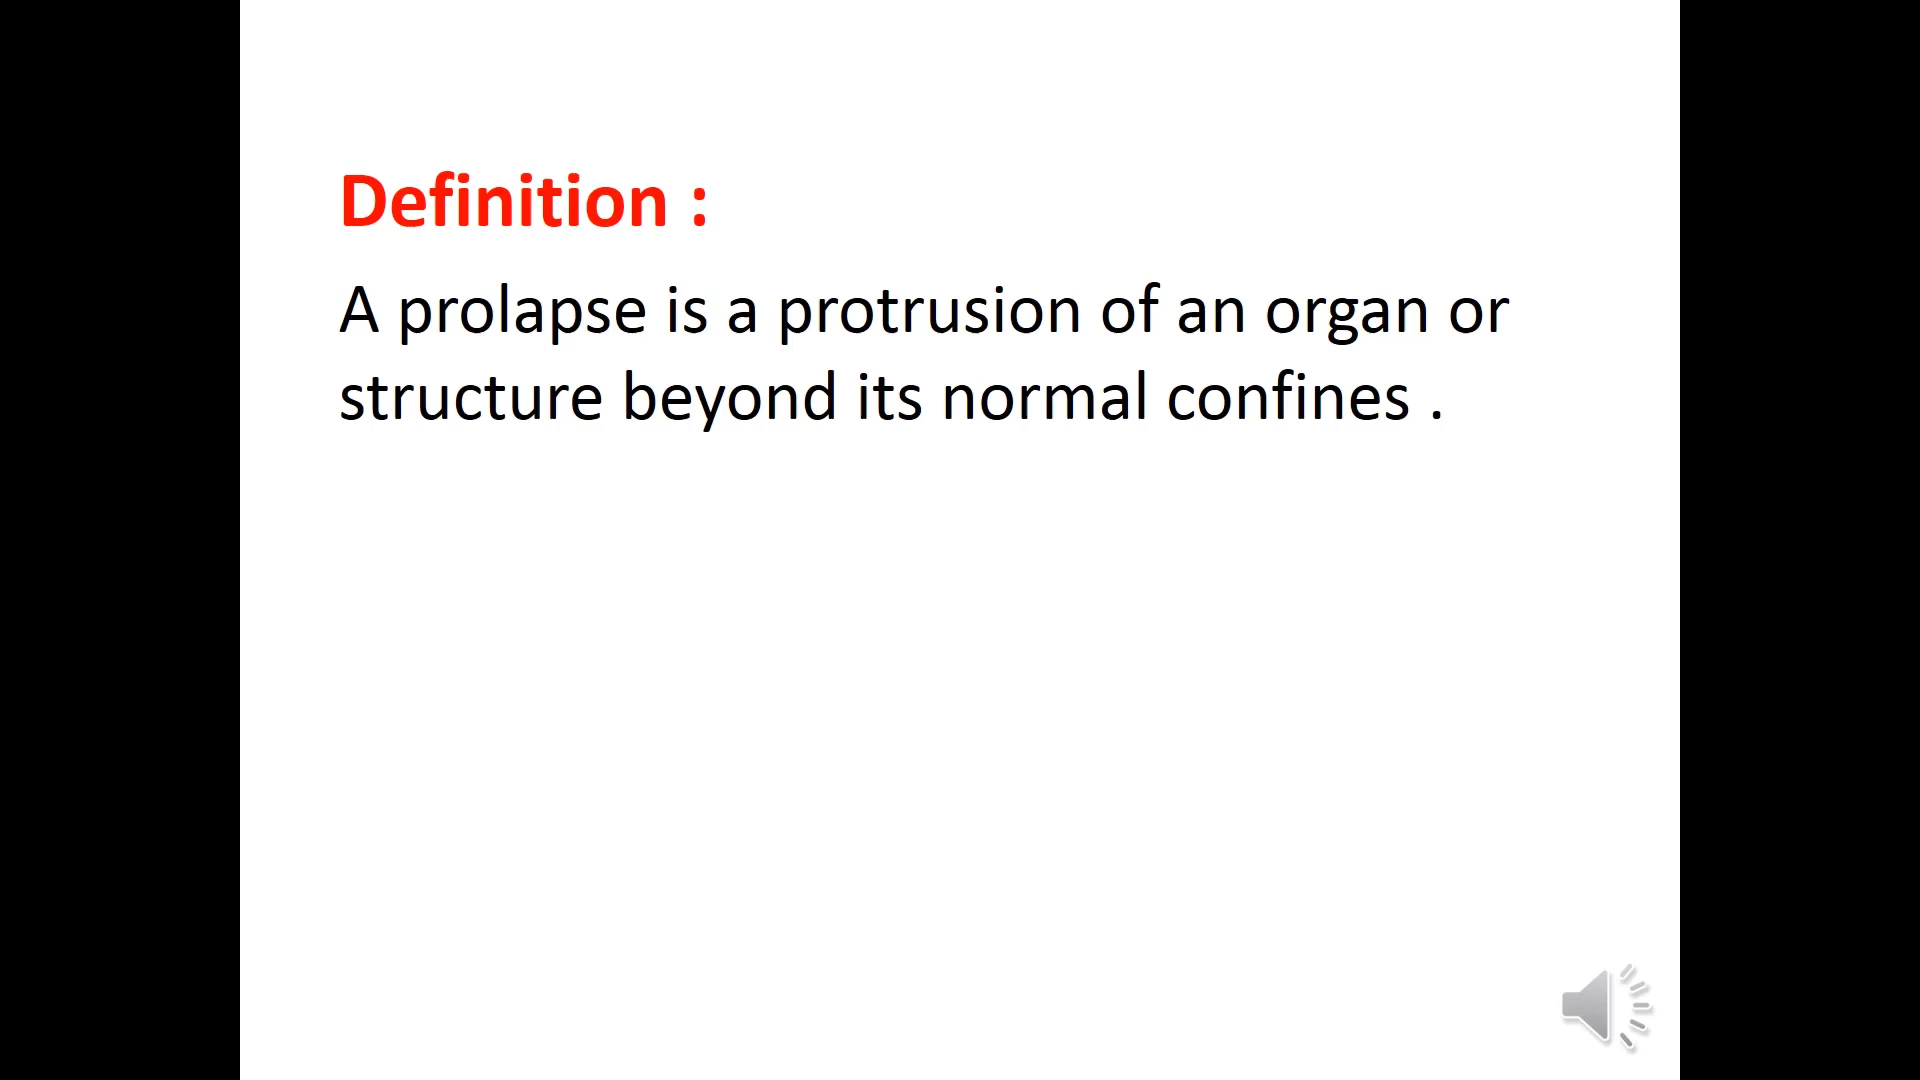 Definition :
A prolapse is a protrusion of an organ or
structure beyond its normal confines .